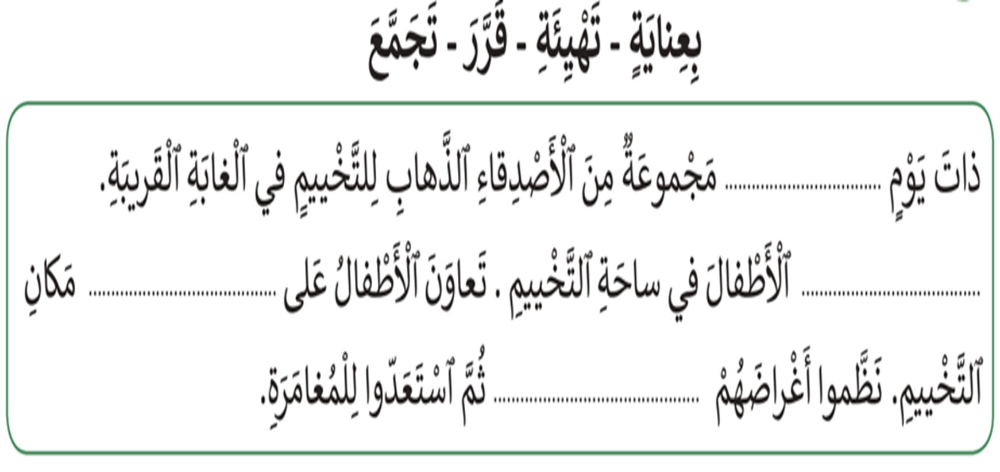 بِعِنايَةٍ - تَهْيِئَةِ - قَرَّرَ - تَجَمَّعَ
ذاتَ يَوْمٍ .................................. مَجْموعَةٌ مِنَ ٱلْأَصْدِقاءِ ٱلذَّهابِ لِلتَّخْييمٍ في ٱلْغابَةِ ٱلْقَريبَةِ.
....................................... ٱلْأَطْفالَ في ساحَةِ ٱلتَّخْييمِ . تَعاوَنَ ٱلْأَطْفالُ عَلى ......................................... مَكانِ
ٱلتَّخْييمِ. نَظَّموا أَغْراضَهُمْ ............................................. ثُمَّ ٱسْتَعَدّوا لِلْمُغامَرَةِ.